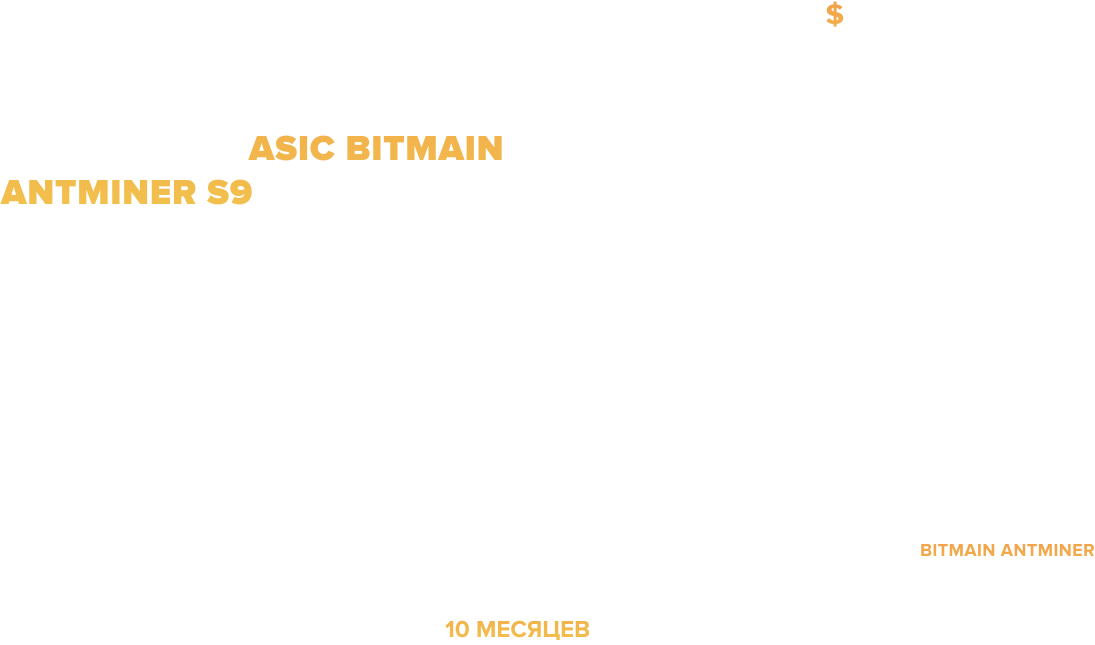 $
ASIC BITMAIN
ANTMINER S9
BITMAIN ANTMINER
10 МЕСЯЦЕВ